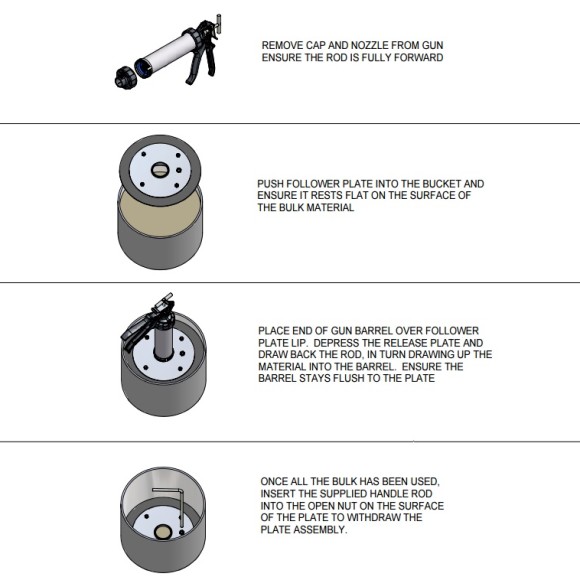 REMOVE CAP AND NOZZLE FROM GUN
ENSURE THE ROD IS FULLY FORWARD
PUSH FOLLOWER PLATE INTO THE BUCKET AND
ENSURE IT RESTS FLAT ON THE SURFACE OF
THE BULK MATERIAL
PLACE END OF GUN BARREL OVER FOLLOWER
PLATE LIP. DEPRESS THE RELEASE PLATE AND
DRAW BACK THE ROD, IN TURN DRAWING UP THE
MATERIAL INTO THE BARREL. ENSURE THE
BARREL STAYS FLUSH TO THE PLATE
ONCE ALL THE BULK HAS BEEN USED,
INSERT THE SUPPLIED HANDLE ROD
INTO THE OPEN NUT ON THE SURFACE
OF THE PLATE TO WITHDRAW THE
PLATE ASSEMBLY.